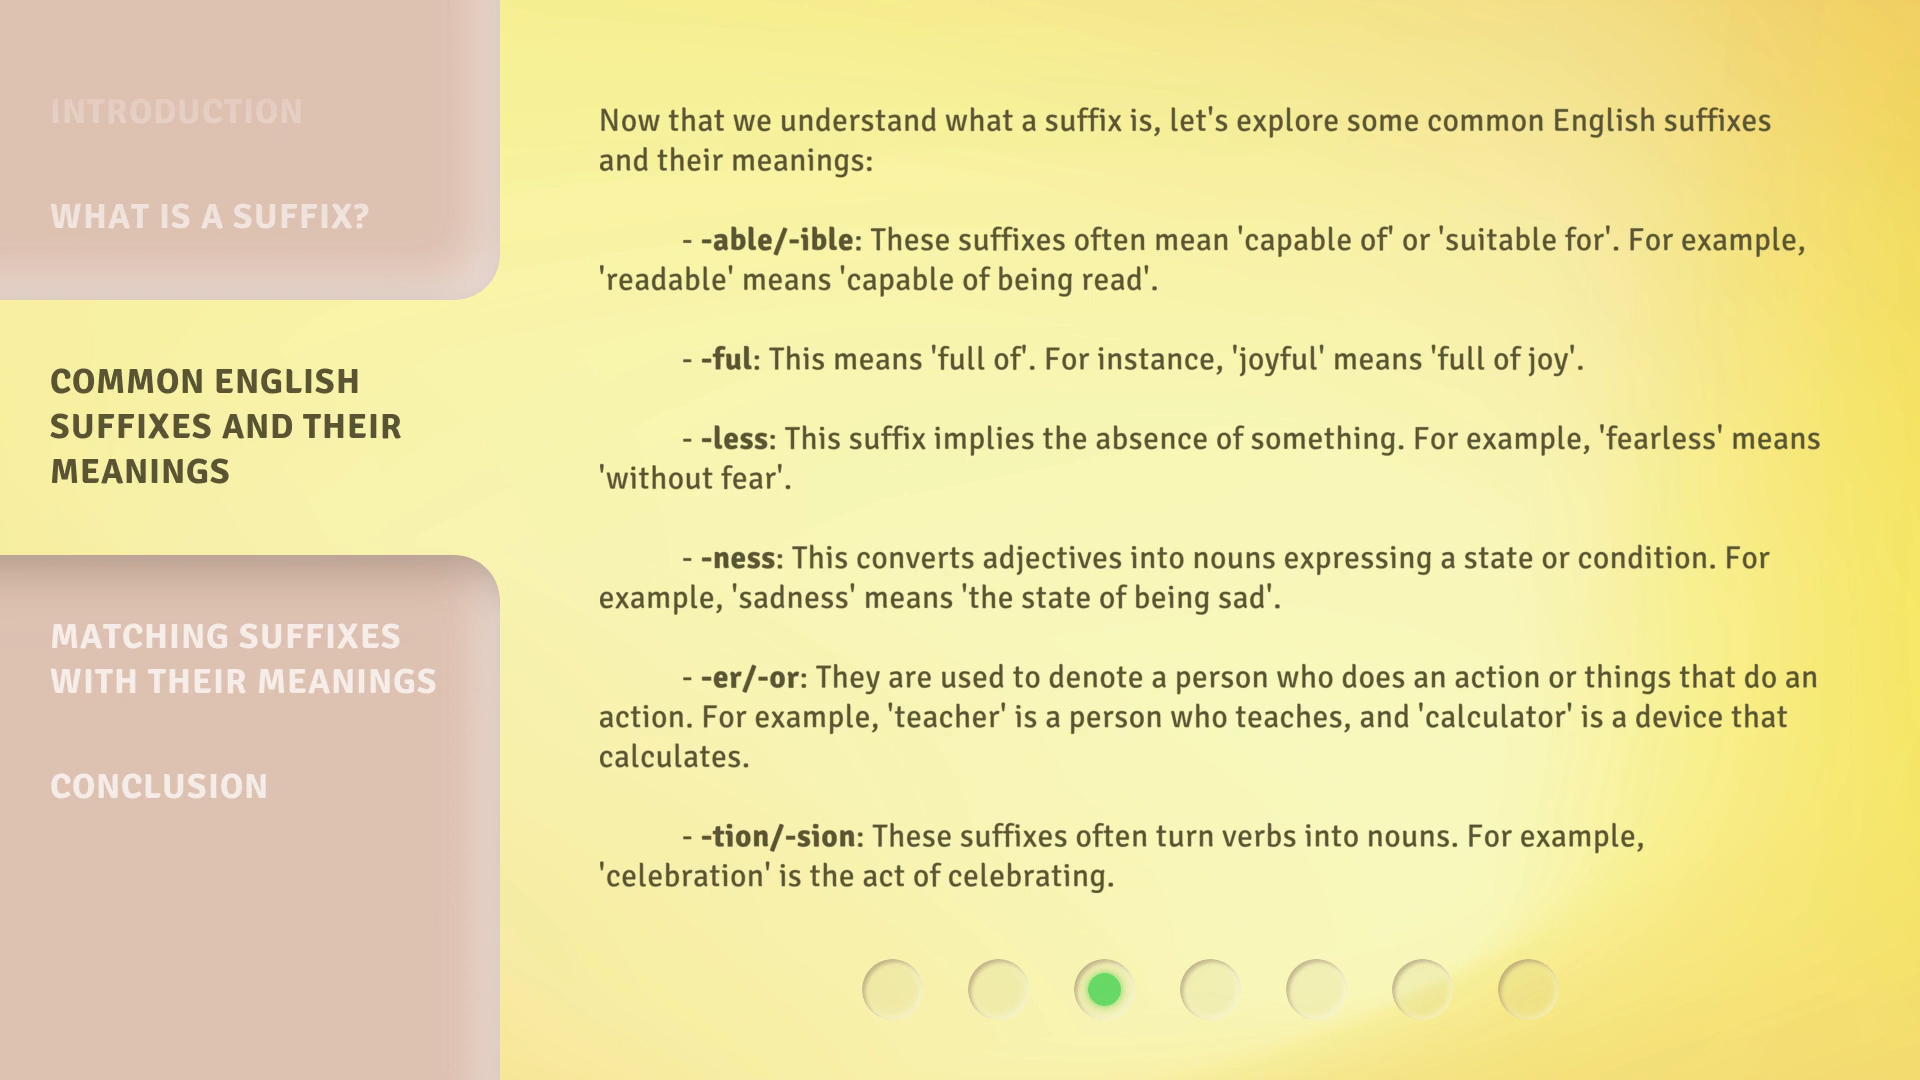 INTRODUCTION
WHAT IS A SUFFIX?
COMMON ENGLISH
SUFFIXES AND THEIR
MEANINGS
MATCHING SUFFIXES
WITH THEIR MEANINGS
CONCLUSION
Now that we understand what a suffix is, let's explore some common English suffixes
and their meanings:
- -able/-ible: These suffixes often mean 'capable of' or 'suitable for'. For example,
'readable' means 'capable of being read'.
- -ful: This means 'full of'. For instance, 'joyful' means 'full of joy'.
- -less: This suffix implies the absence of something. For example, 'fearless' means
'without fear'.
- -ness: This converts adjectives into nouns expressing a state or condition. For
example, 'sadness' means 'the state of being sad'.
- -er/-or: They are used to denote a person who does an action or things that do an
action. For example, 'teacher' is a person who teaches, and 'calculator' is a device that
calculates.
- -tion/-sion: These suffixes often turn verbs into nouns. For example,
'celebration' is the act of celebrating.